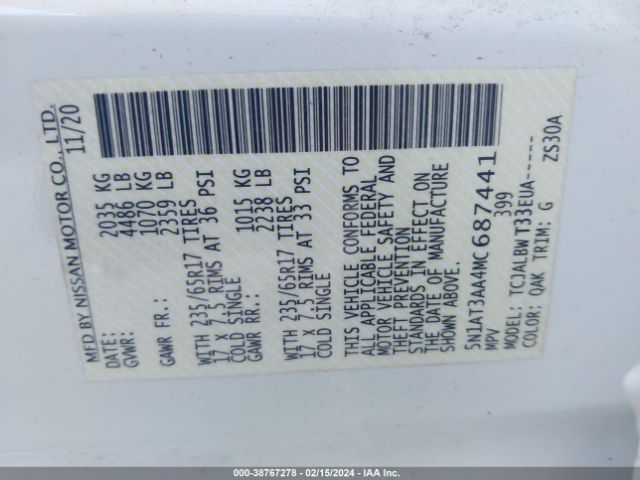 MFD BY NISSAN MOTOR CO., LTD.
DATE: 11/20
GVWR: 2035 KG
4486 LB
GAWR FR.: 1070 KG
2359 LB
WITH 235/65R17 TIRES
17 X 7.5 RIMS AT 36 PSI
COLD SINGLE
GAWR RR.: 1015 KG
2238 LB
WITH 235/65R17 TIRES
17 X 7.5 RIMS AT 33 PSI
COLD SINGLE
THIS VEHICLE CONFORMS TO
ALL APPLICABLE FEDERAL
MOTOR VEHICLE SAFETY AND
THEFT PREVENTION
STANDARDS IN EFFECT ON
THE DATE OF MANUFACTURE
SHOWN ABOVE.
5N1AT3AA4MC687441
MPV 399
MODEL: TCJALBWT33EUA-----
COLOR: QAK TRIM: G ZS30A
000-38767278 - 02/15/2024 - IAA Inc.